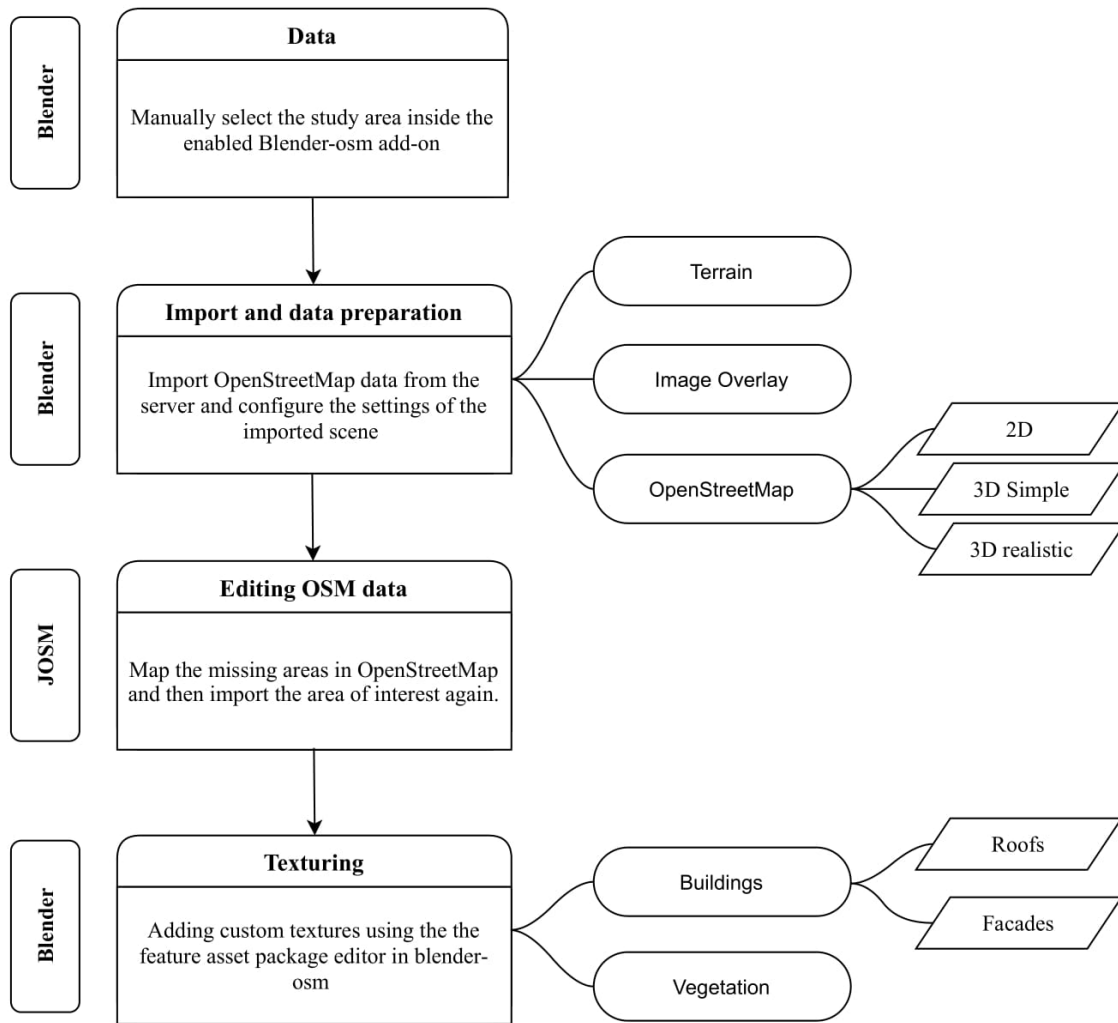 Blender
Data
Manually select the study area inside the
enabled Blender-osm add-on
Blender
Import and data preparation
Import OpenStreetMap data from the
server and configure the settings of the
imported scene
Terrain
Image Overlay
OpenStreetMap
2D
3D Simple
3D realistic
JOSM
Editing OSM data
Map the missing areas in OpenStreetMap
and then import the area of interest again.
Blender
Texturing
Adding custom textures using the the
feature asset package editor in blender-
osm
Buildings
Roofs
Facades
Vegetation